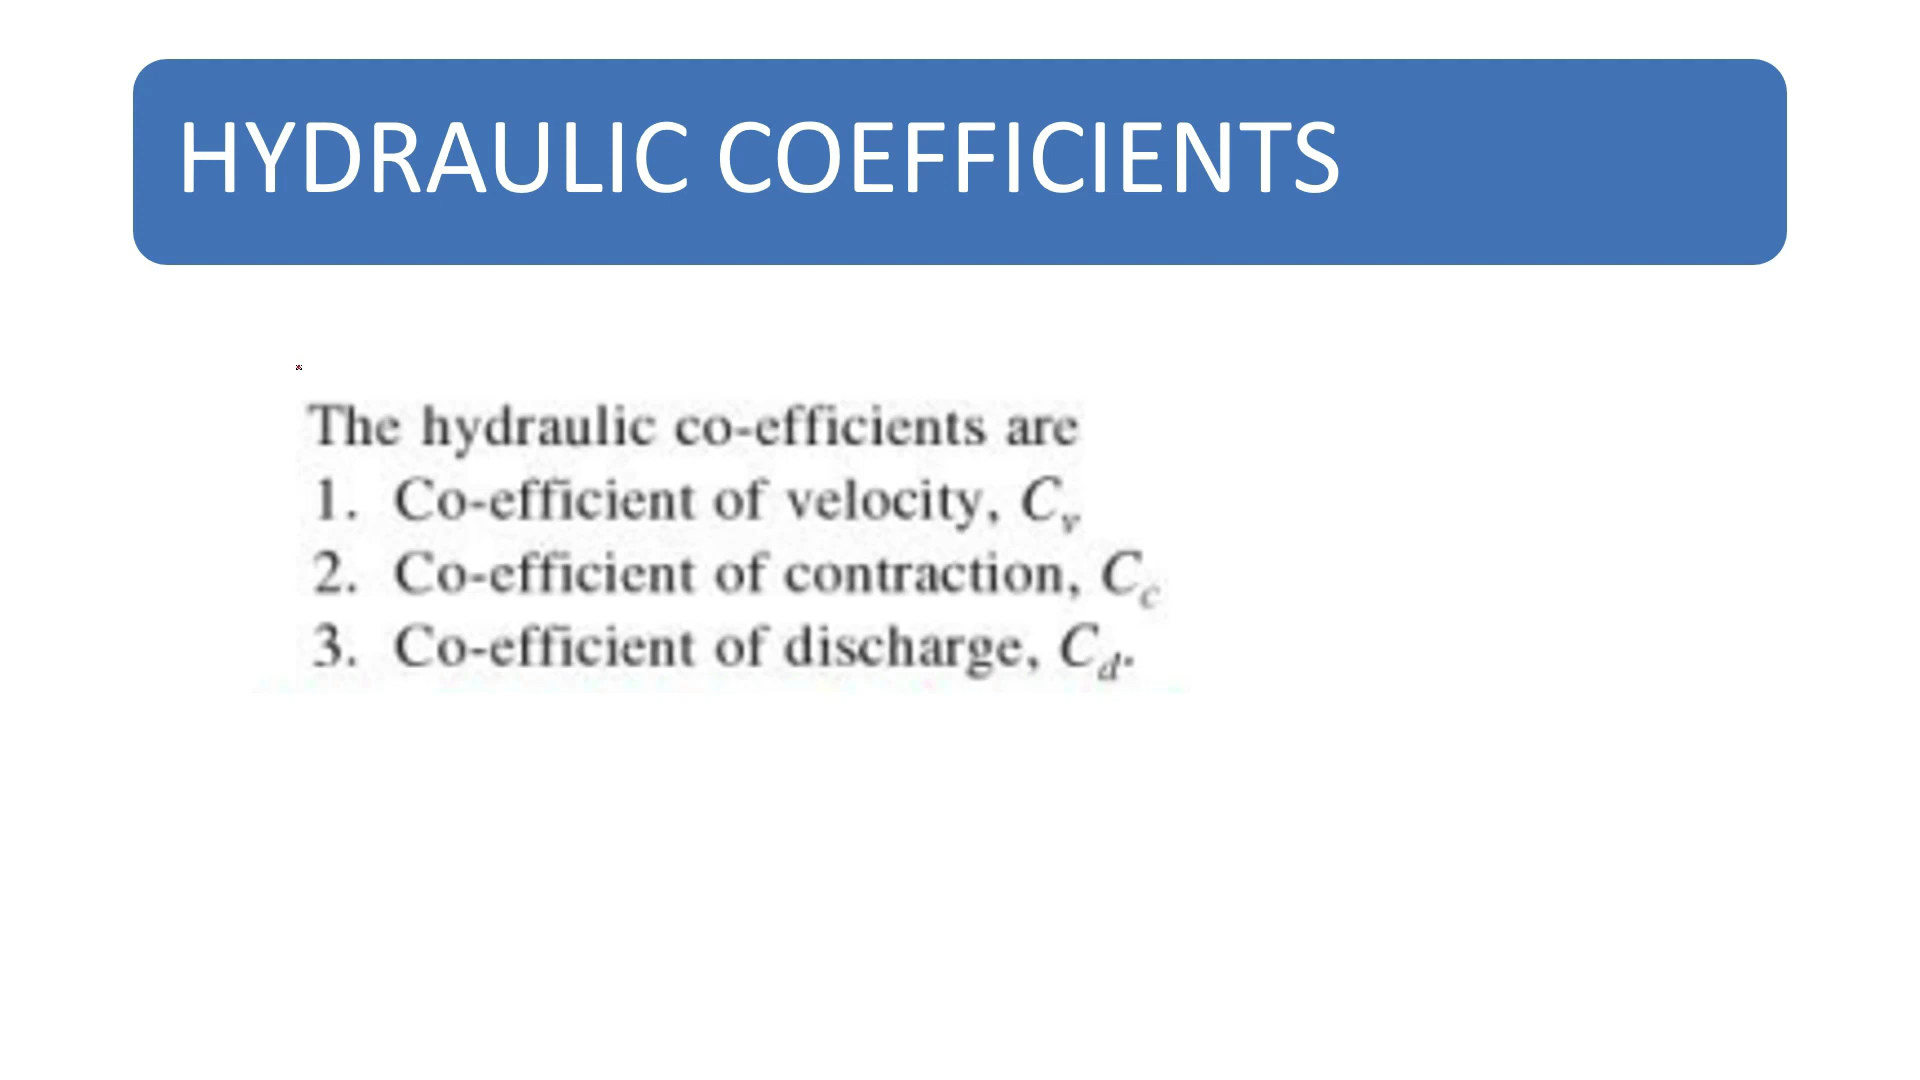 HYDRAULIC COEFFICIENTS
The hydraulic co-efficients are
1. Co-efficient of velocity, Cv
2. Co-efficient of contraction, Cc
3. Co-efficient of discharge, Cd.